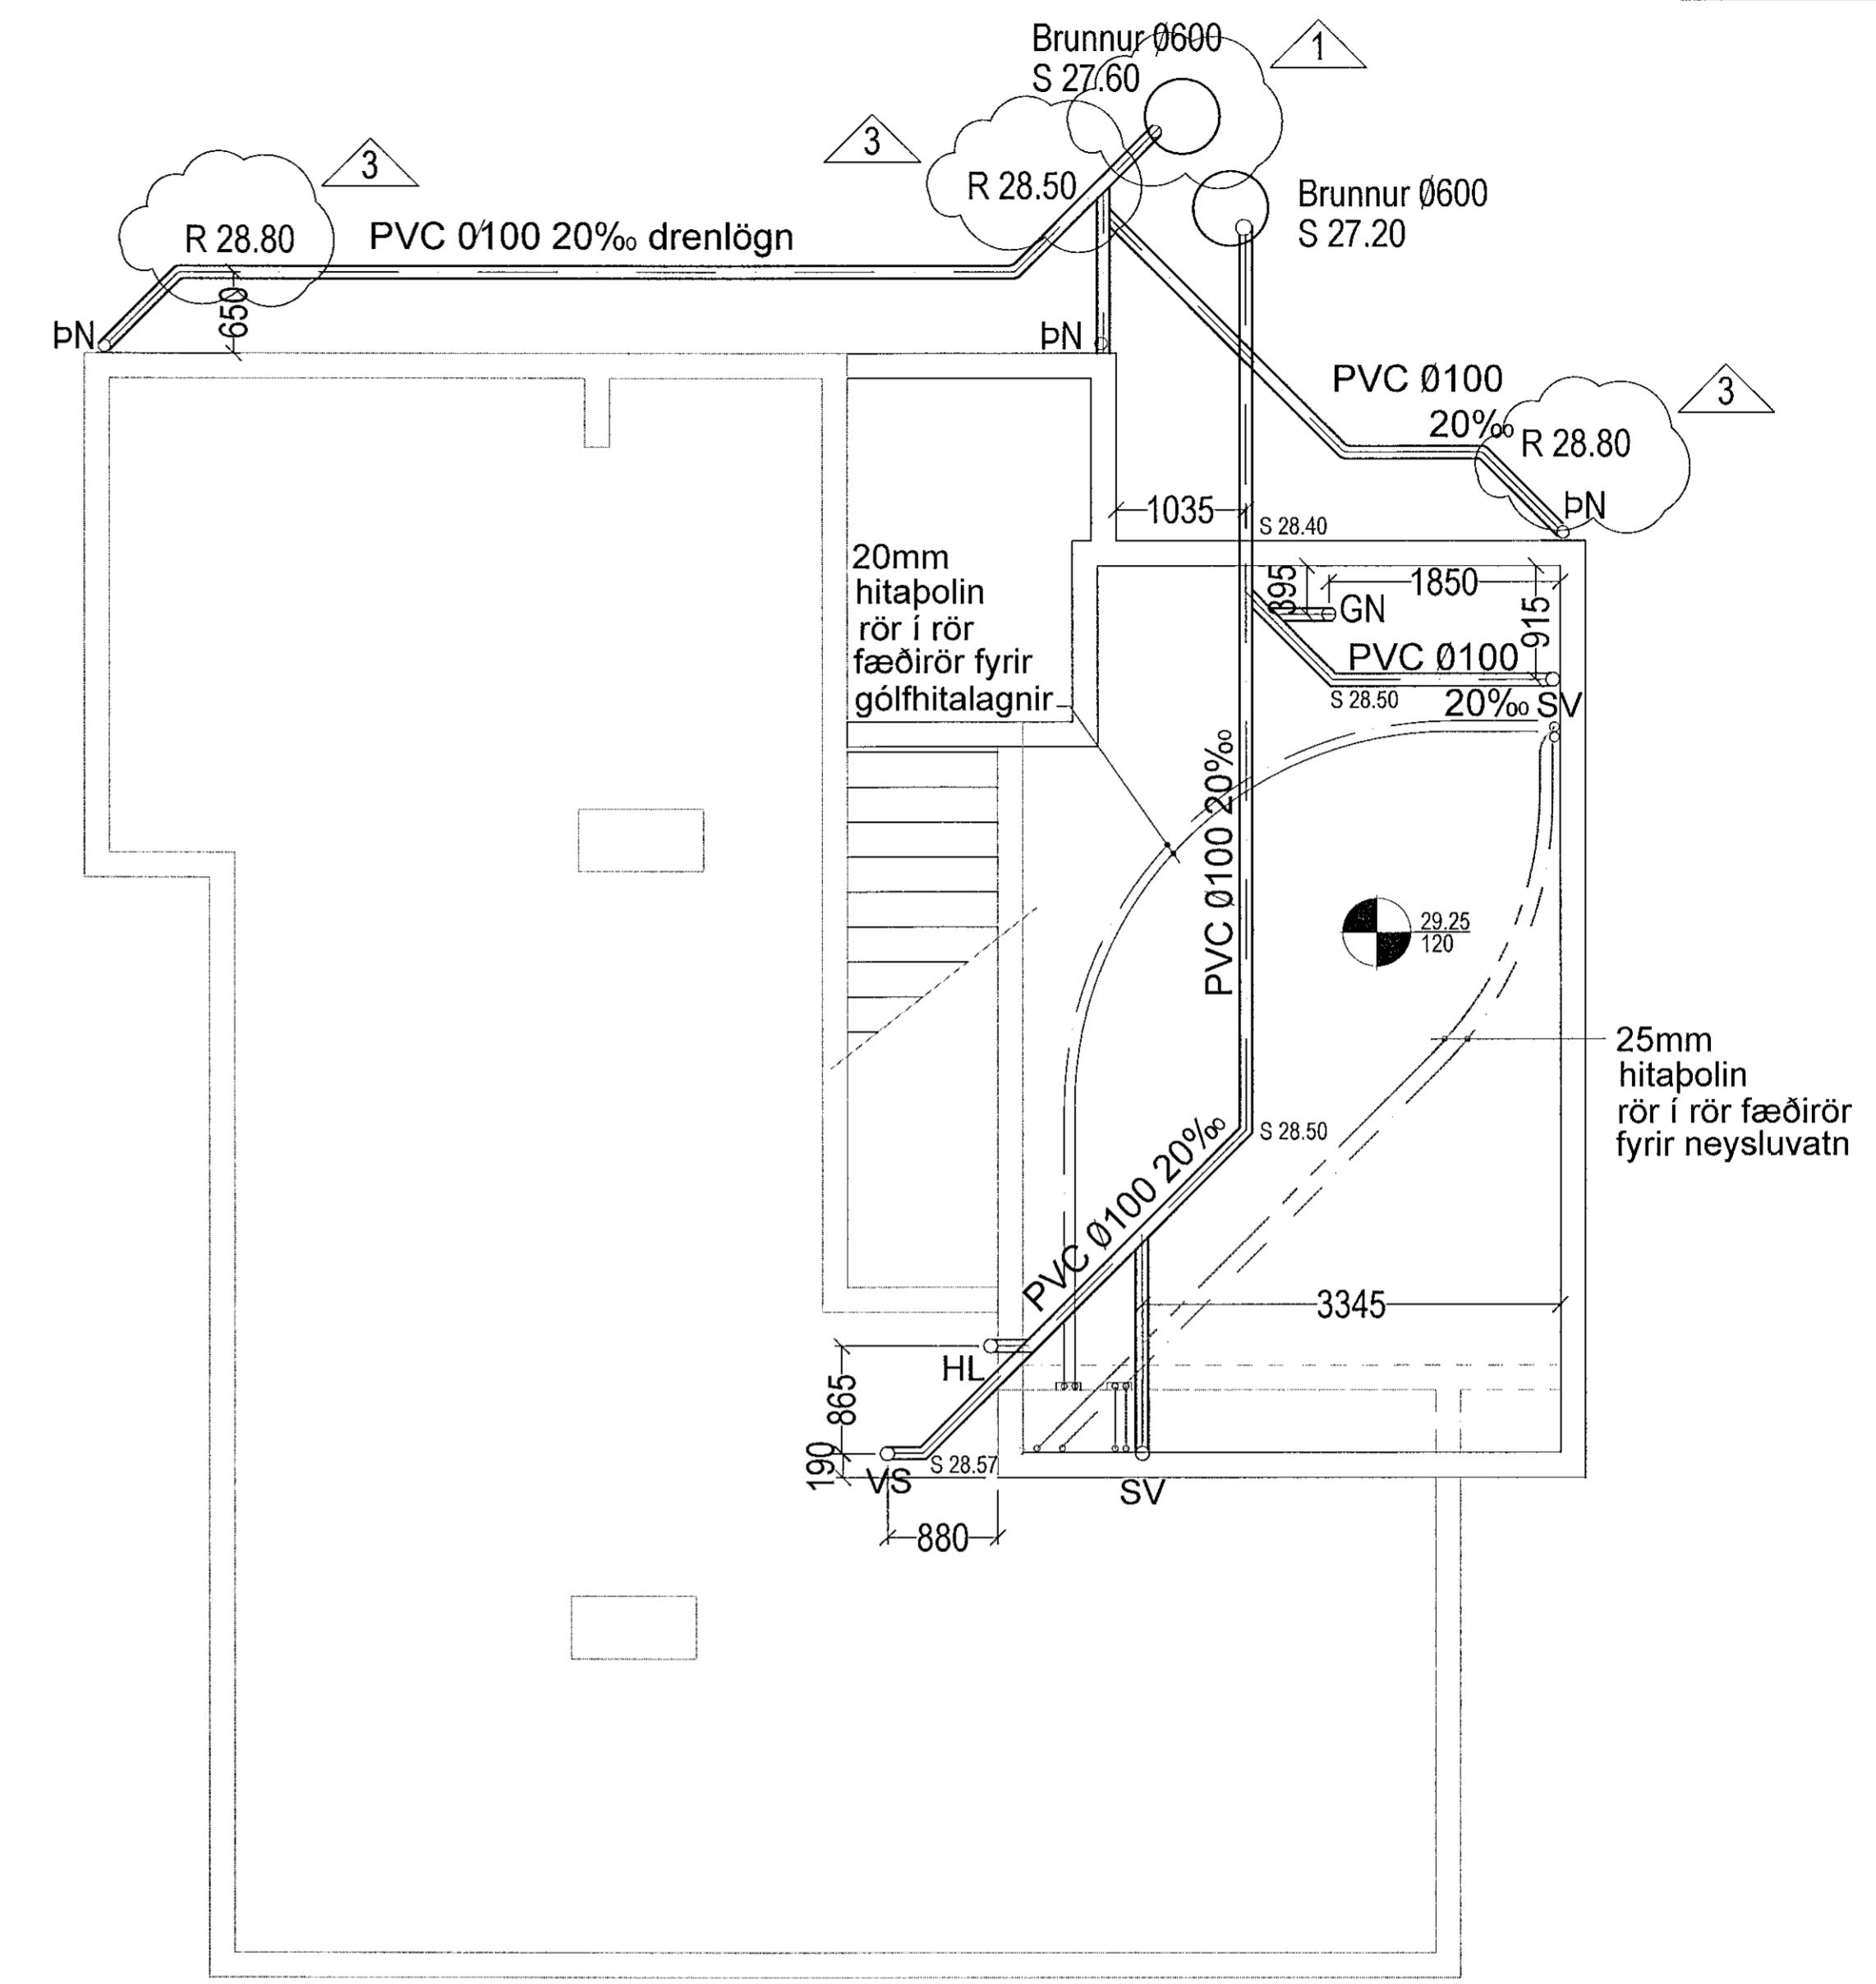 Brunnur Ø600
S 27.60
1
3
3
R 28.50
R 28.80
PVC Ø100 20‰ drenlögn
Brunnur Ø600
S 27.20
650
ÞN
ÞN
PVC Ø100
20‰
3
R 28.80
ÞN
1035
S 28.40
20mm
hitaþolin
rör í rör
fæðirör fyrir
gólfhitalagnir
395
1850
GN
915
PVC Ø100
S 28.50
20‰
SV
PVC Ø100 20‰
29.25
120
25mm
hitaþolin
rör í rör fæðirör
fyrir neysluvatn
S 28.50
PVC Ø100 20‰
3345
HL
865
190
VS
S 28.57
SV
880